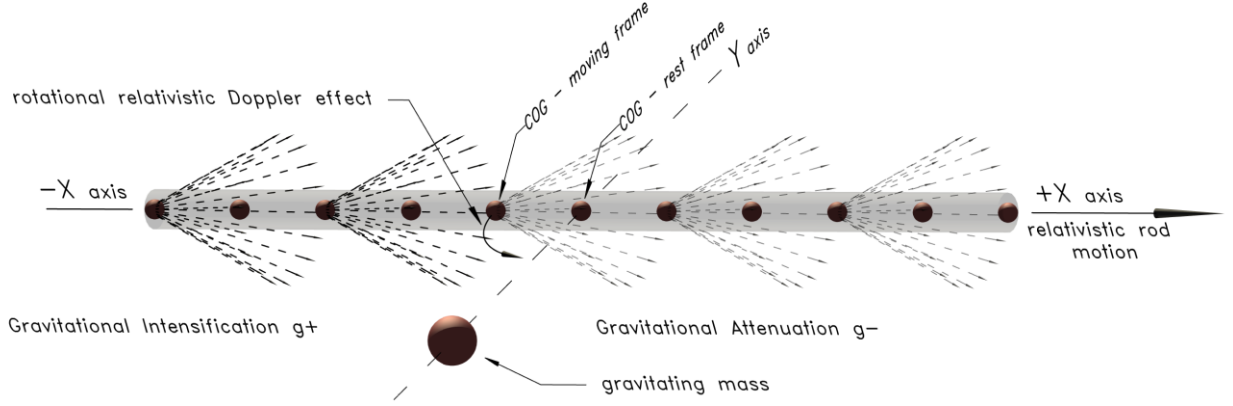 COG - moving frame
COG - rest frame
Y axis
rotational relativistic Doppler effect
-X axis
+X axis
relativistic rod
motion
Gravitational Intensification g+
Gravitational Attenuation g-
gravitating mass